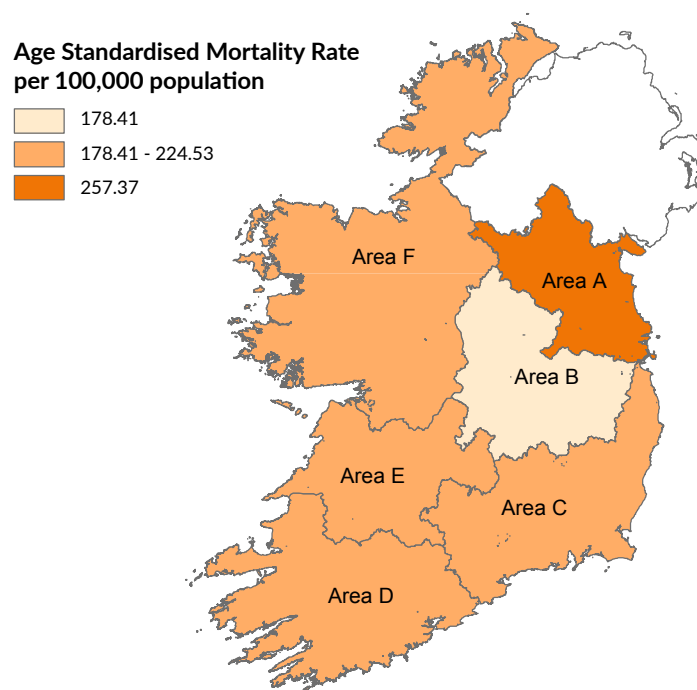 Age Standardised Mortality Rate
per 100,000 population
178.41
178.41 - 224.53
257.37
Area F
Area A
Area B
Area E
Area C
Area D